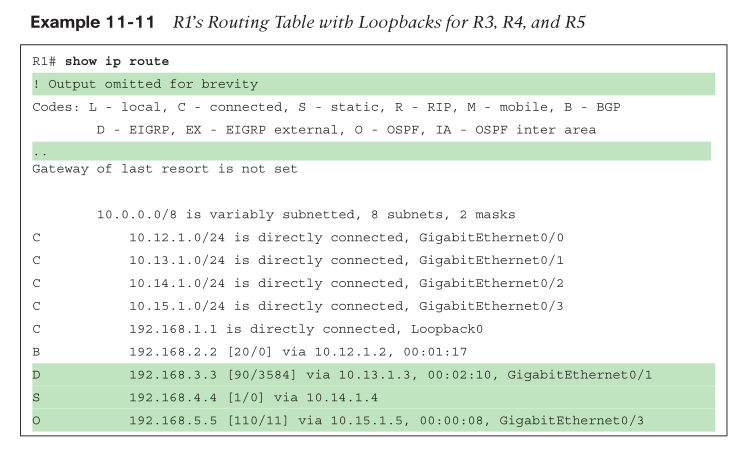 Example 11-11 R1's Routing Table with Loopbacks for R3, R4, and R5
R1# show ip route
! Output omitted for brevity
Codes: L - local, C - connected, S - static, R - RIP, M - mobile, B - BGP
D - EIGRP, EX - EIGRP external, O - OSPF, IA - OSPF inter area
..
Gateway of last resort is not set
10.0.0.0/8 is variably subnetted, 8 subnets, 2 masks
C 10.12.1.0/24 is directly connected, GigabitEthernet0/0
C 10.13.1.0/24 is directly connected, GigabitEthernet0/1
C 10.14.1.0/24 is directly connected, GigabitEthernet0/2
C 10.15.1.0/24 is directly connected, GigabitEthernet0/3
C 192.168.1.1 is directly connected, Loopback0
B 192.168.2.2 [20/0] via 10.12.1.2, 00:01:17
D 192.168.3.3 [90/3584] via 10.13.1.3, 00:02:10, GigabitEthernet0/1
S 192.168.4.4 [1/0] via 10.14.1.4
O 192.168.5.5 [110/11] via 10.15.1.5, 00:00:08, GigabitEthernet0/3